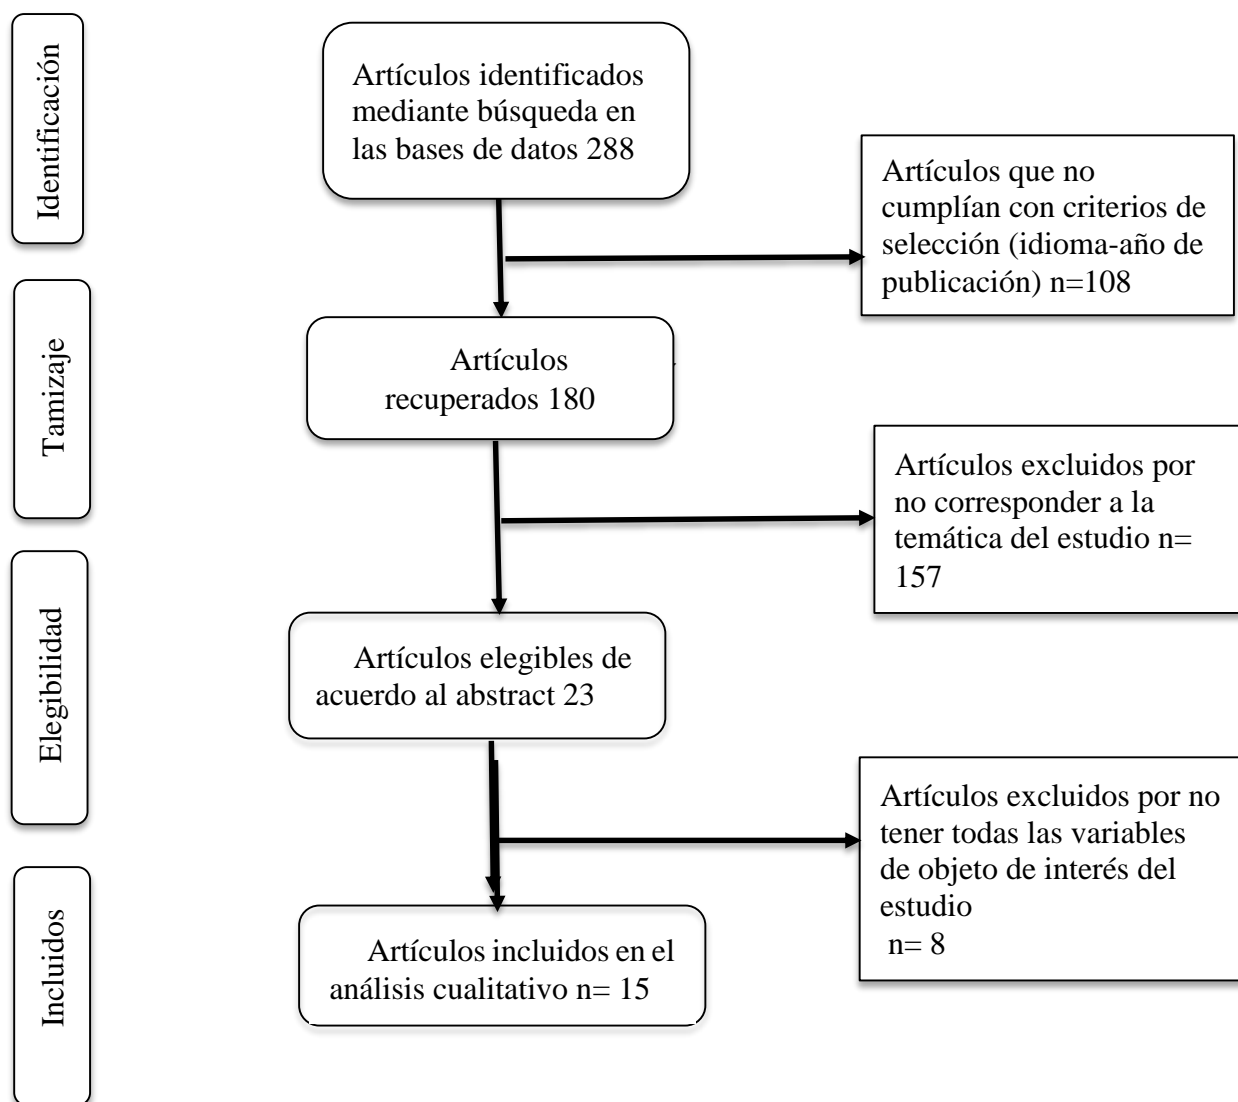 Identificación
Artículos identificados
mediante búsqueda en
las bases de datos 288
Artículos que no
cumplían con criterios de
selección (idioma-año de
publicación) n=108
Tamizaje
Artículos
recuperados 180
Artículos excluidos por
no corresponder a la
temática del estudio n=
157
Elegibilidad
Artículos elegibles de
acuerdo al abstract 23
Artículos excluidos por no
tener todas las variables
de objeto de interés del
estudio
n= 8
Incluidos
Artículos incluidos en el
análisis cualitativo n= 15